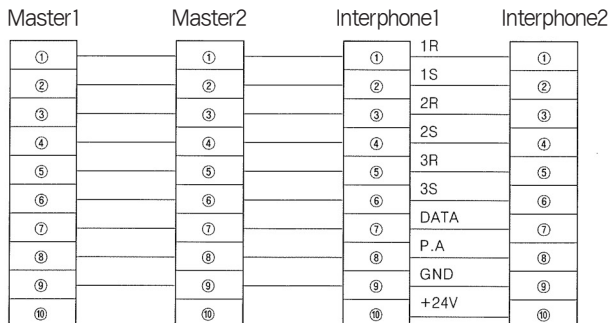 Master1 Master2 Interphone1 Interphone2
① ① ① 1R ①
② ② ② 1S ②
③ ③ ③ 2R ③
④ ④ ④ 2S ④
⑤ ⑤ ⑤ 3R ⑤
⑥ ⑥ ⑥ 3S ⑥
⑦ ⑦ ⑦ DATA ⑦
⑧ ⑧ ⑧ P.A ⑧
⑨ ⑨ ⑨ GND ⑨
⑩ ⑩ ⑩ +24V ⑩